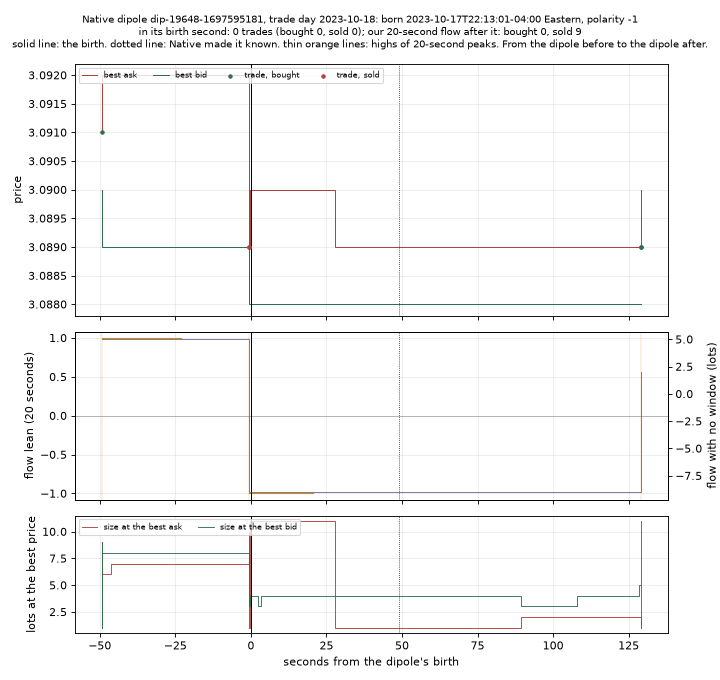 Native dipole dip-19648-1697595181, trade day 2023-10-18: born 2023-10-17T22:13:01-04:00 Eastern, polarity -1
in its birth second: 0 trades (bought 0, sold 0); our 20-second flow after it: bought 0, sold 9
solid line: the birth. dotted line: Native made it known. thin orange lines: highs of 20-second peaks. From the dipole before to the dipole after.
best ask
best bid
trade, bought
trade, sold
3.0920
3.0915
3.0910
3.0905
3.0900
3.0895
3.0890
3.0885
3.0880
price
1.0
0.5
0.0
−0.5
−1.0
flow lean (20 seconds)
5.0
2.5
0.0
−2.5
−5.0
−7.5
flow with no window (lots)
size at the best ask
size at the best bid
10.0
7.5
5.0
2.5
lots at the best price
−50
−25
0
25
50
75
100
125
seconds from the dipole's birth